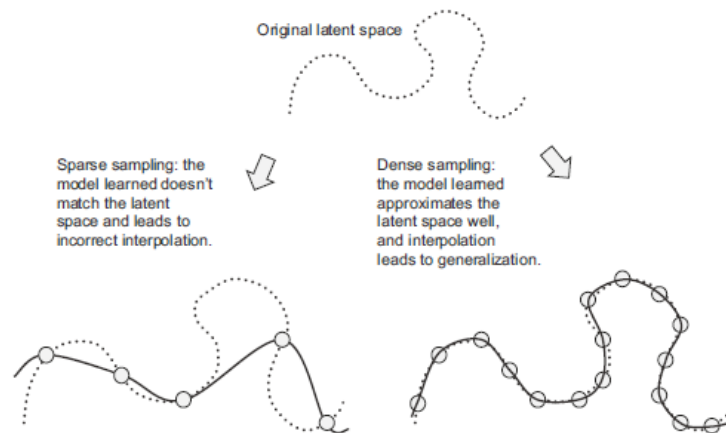 Original latent space
Sparse sampling: the
model learned doesn't
match the latent
space and leads to
incorrect interpolation.
Dense sampling:
the model learned
approximates the
latent space well,
and interpolation
leads to generalization.